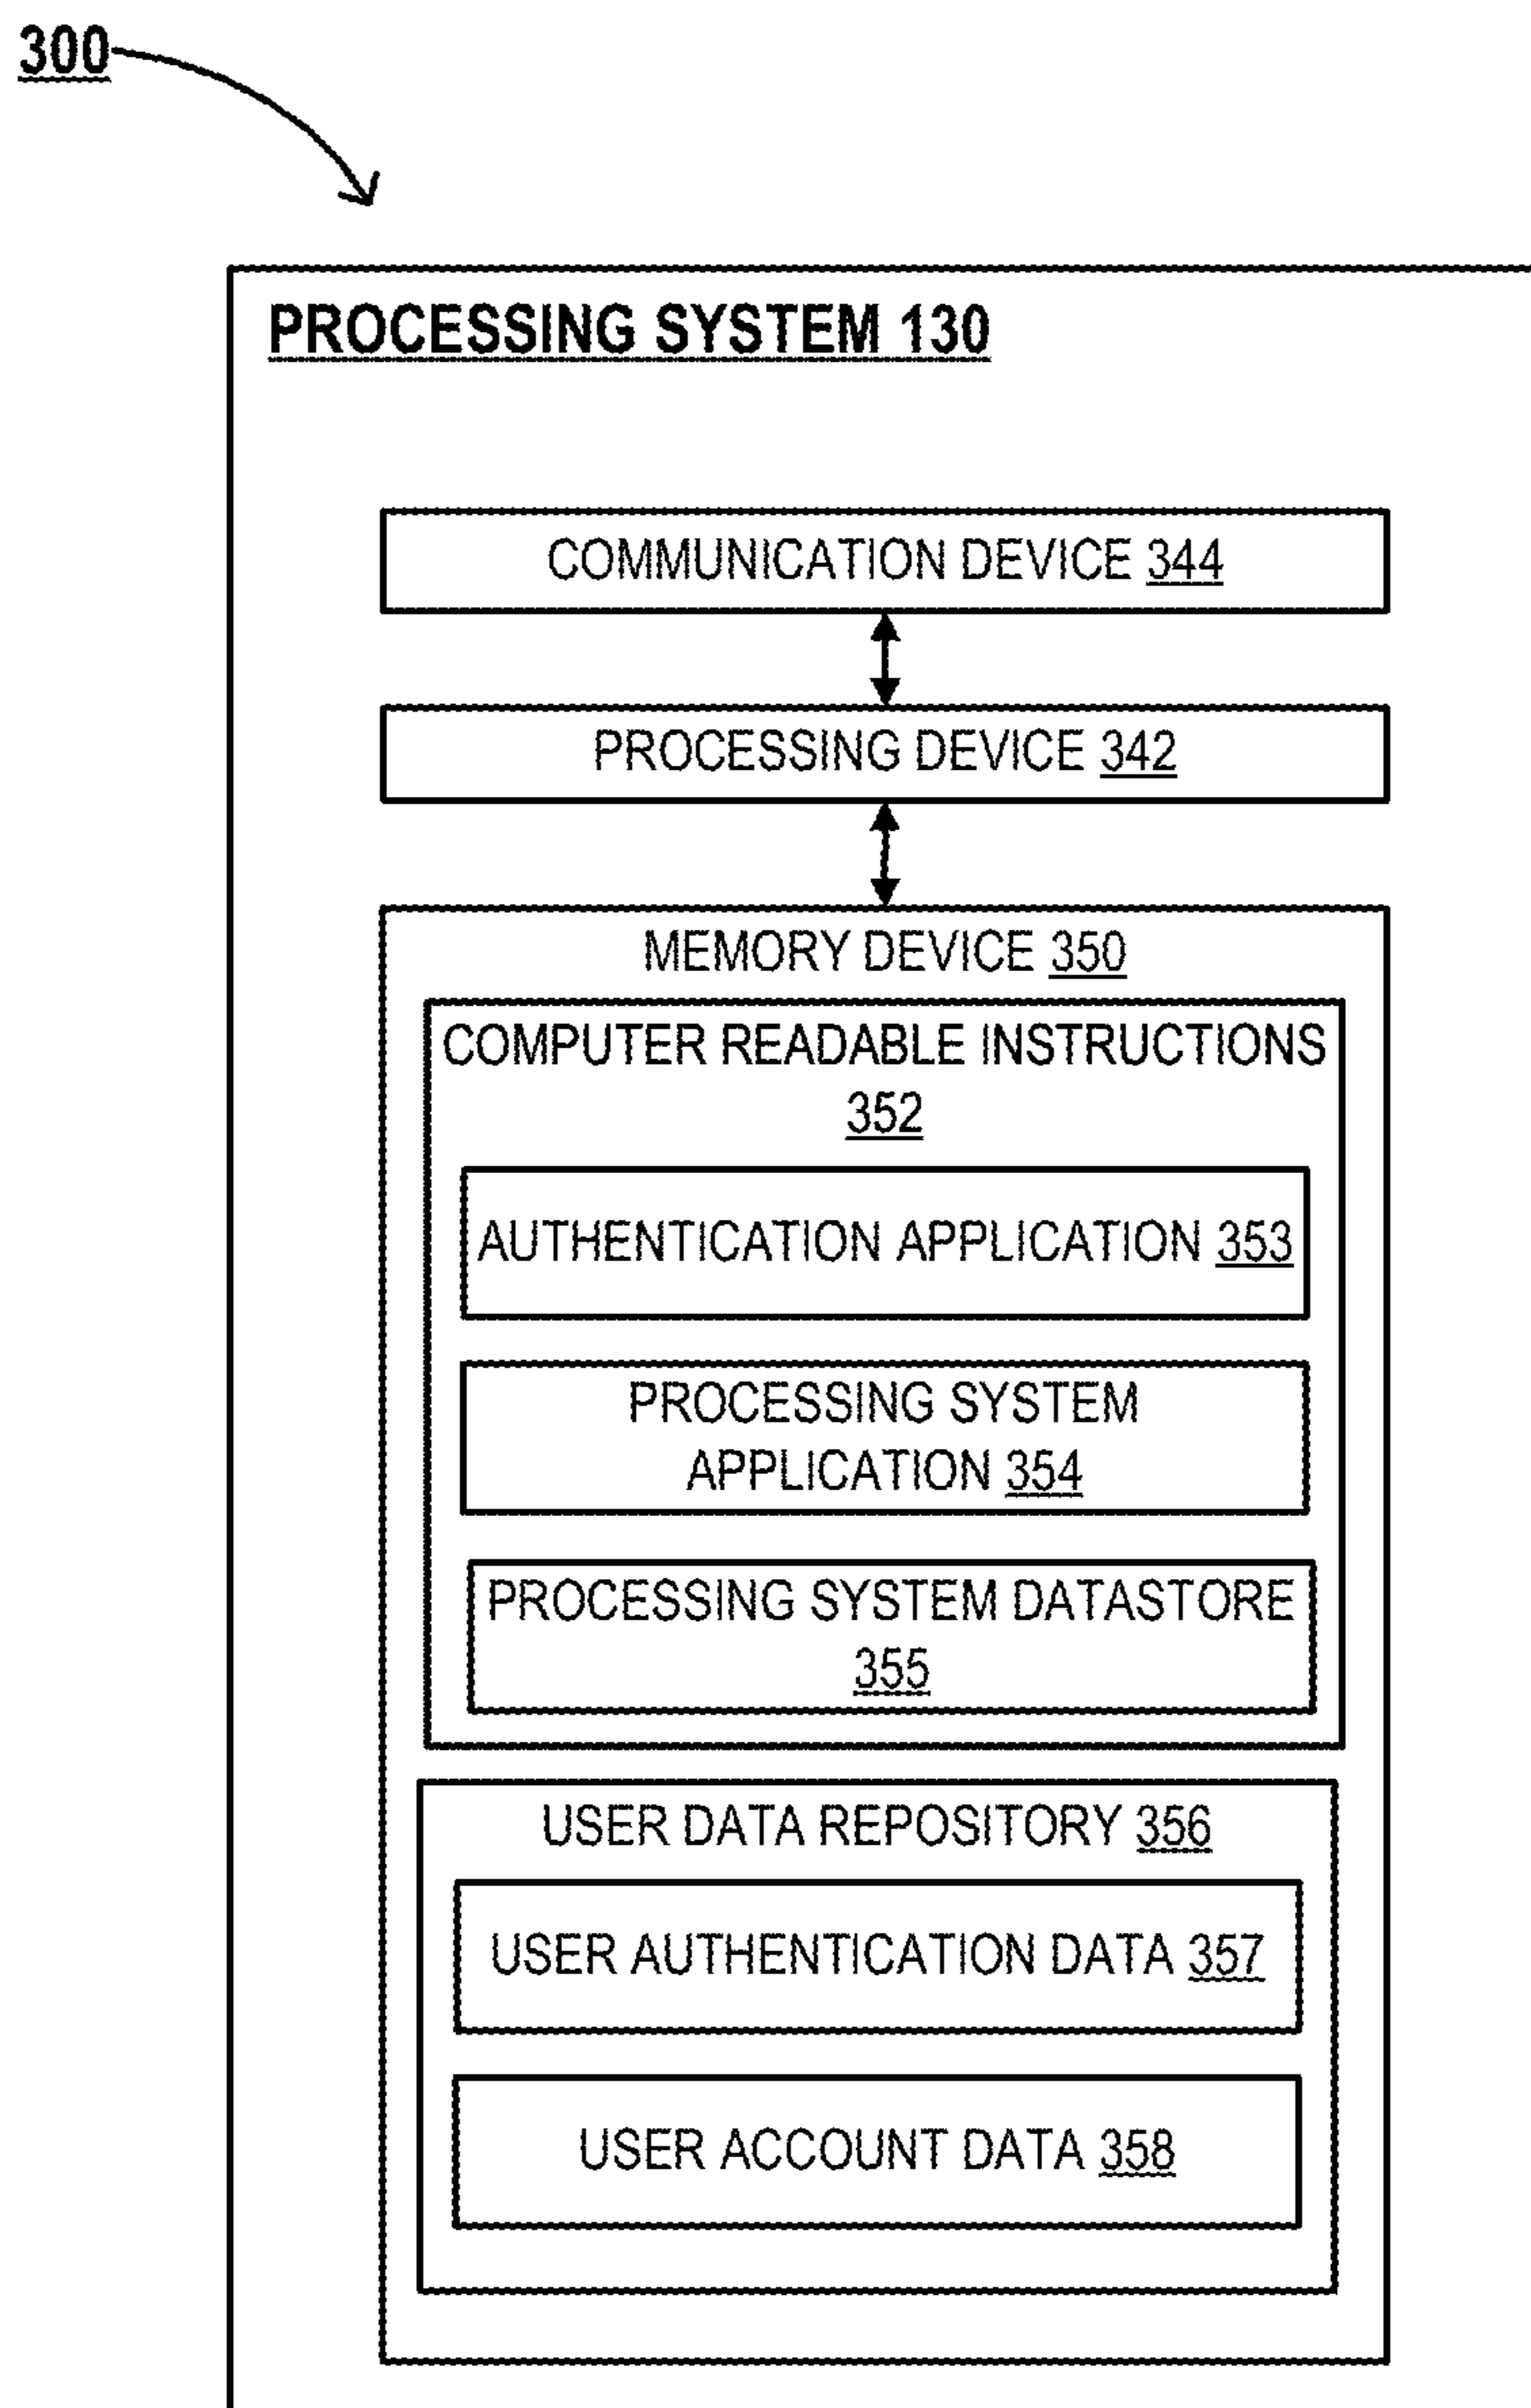 300
PROCESSING SYSTEM 130
COMMUNICATION DEVICE 344
PROCESSING DEVICE 342
MEMORY DEVICE 350
COMPUTER READABLE INSTRUCTIONS
352
AUTHENTICATION APPLICATION 353
PROCESSING SYSTEM
APPLICATION 354
PROCESSING SYSTEM DATASTORE
355
USER DATA REPOSITORY 356
USER AUTHENTICATION DATA 357
USER ACCOUNT DATA 358